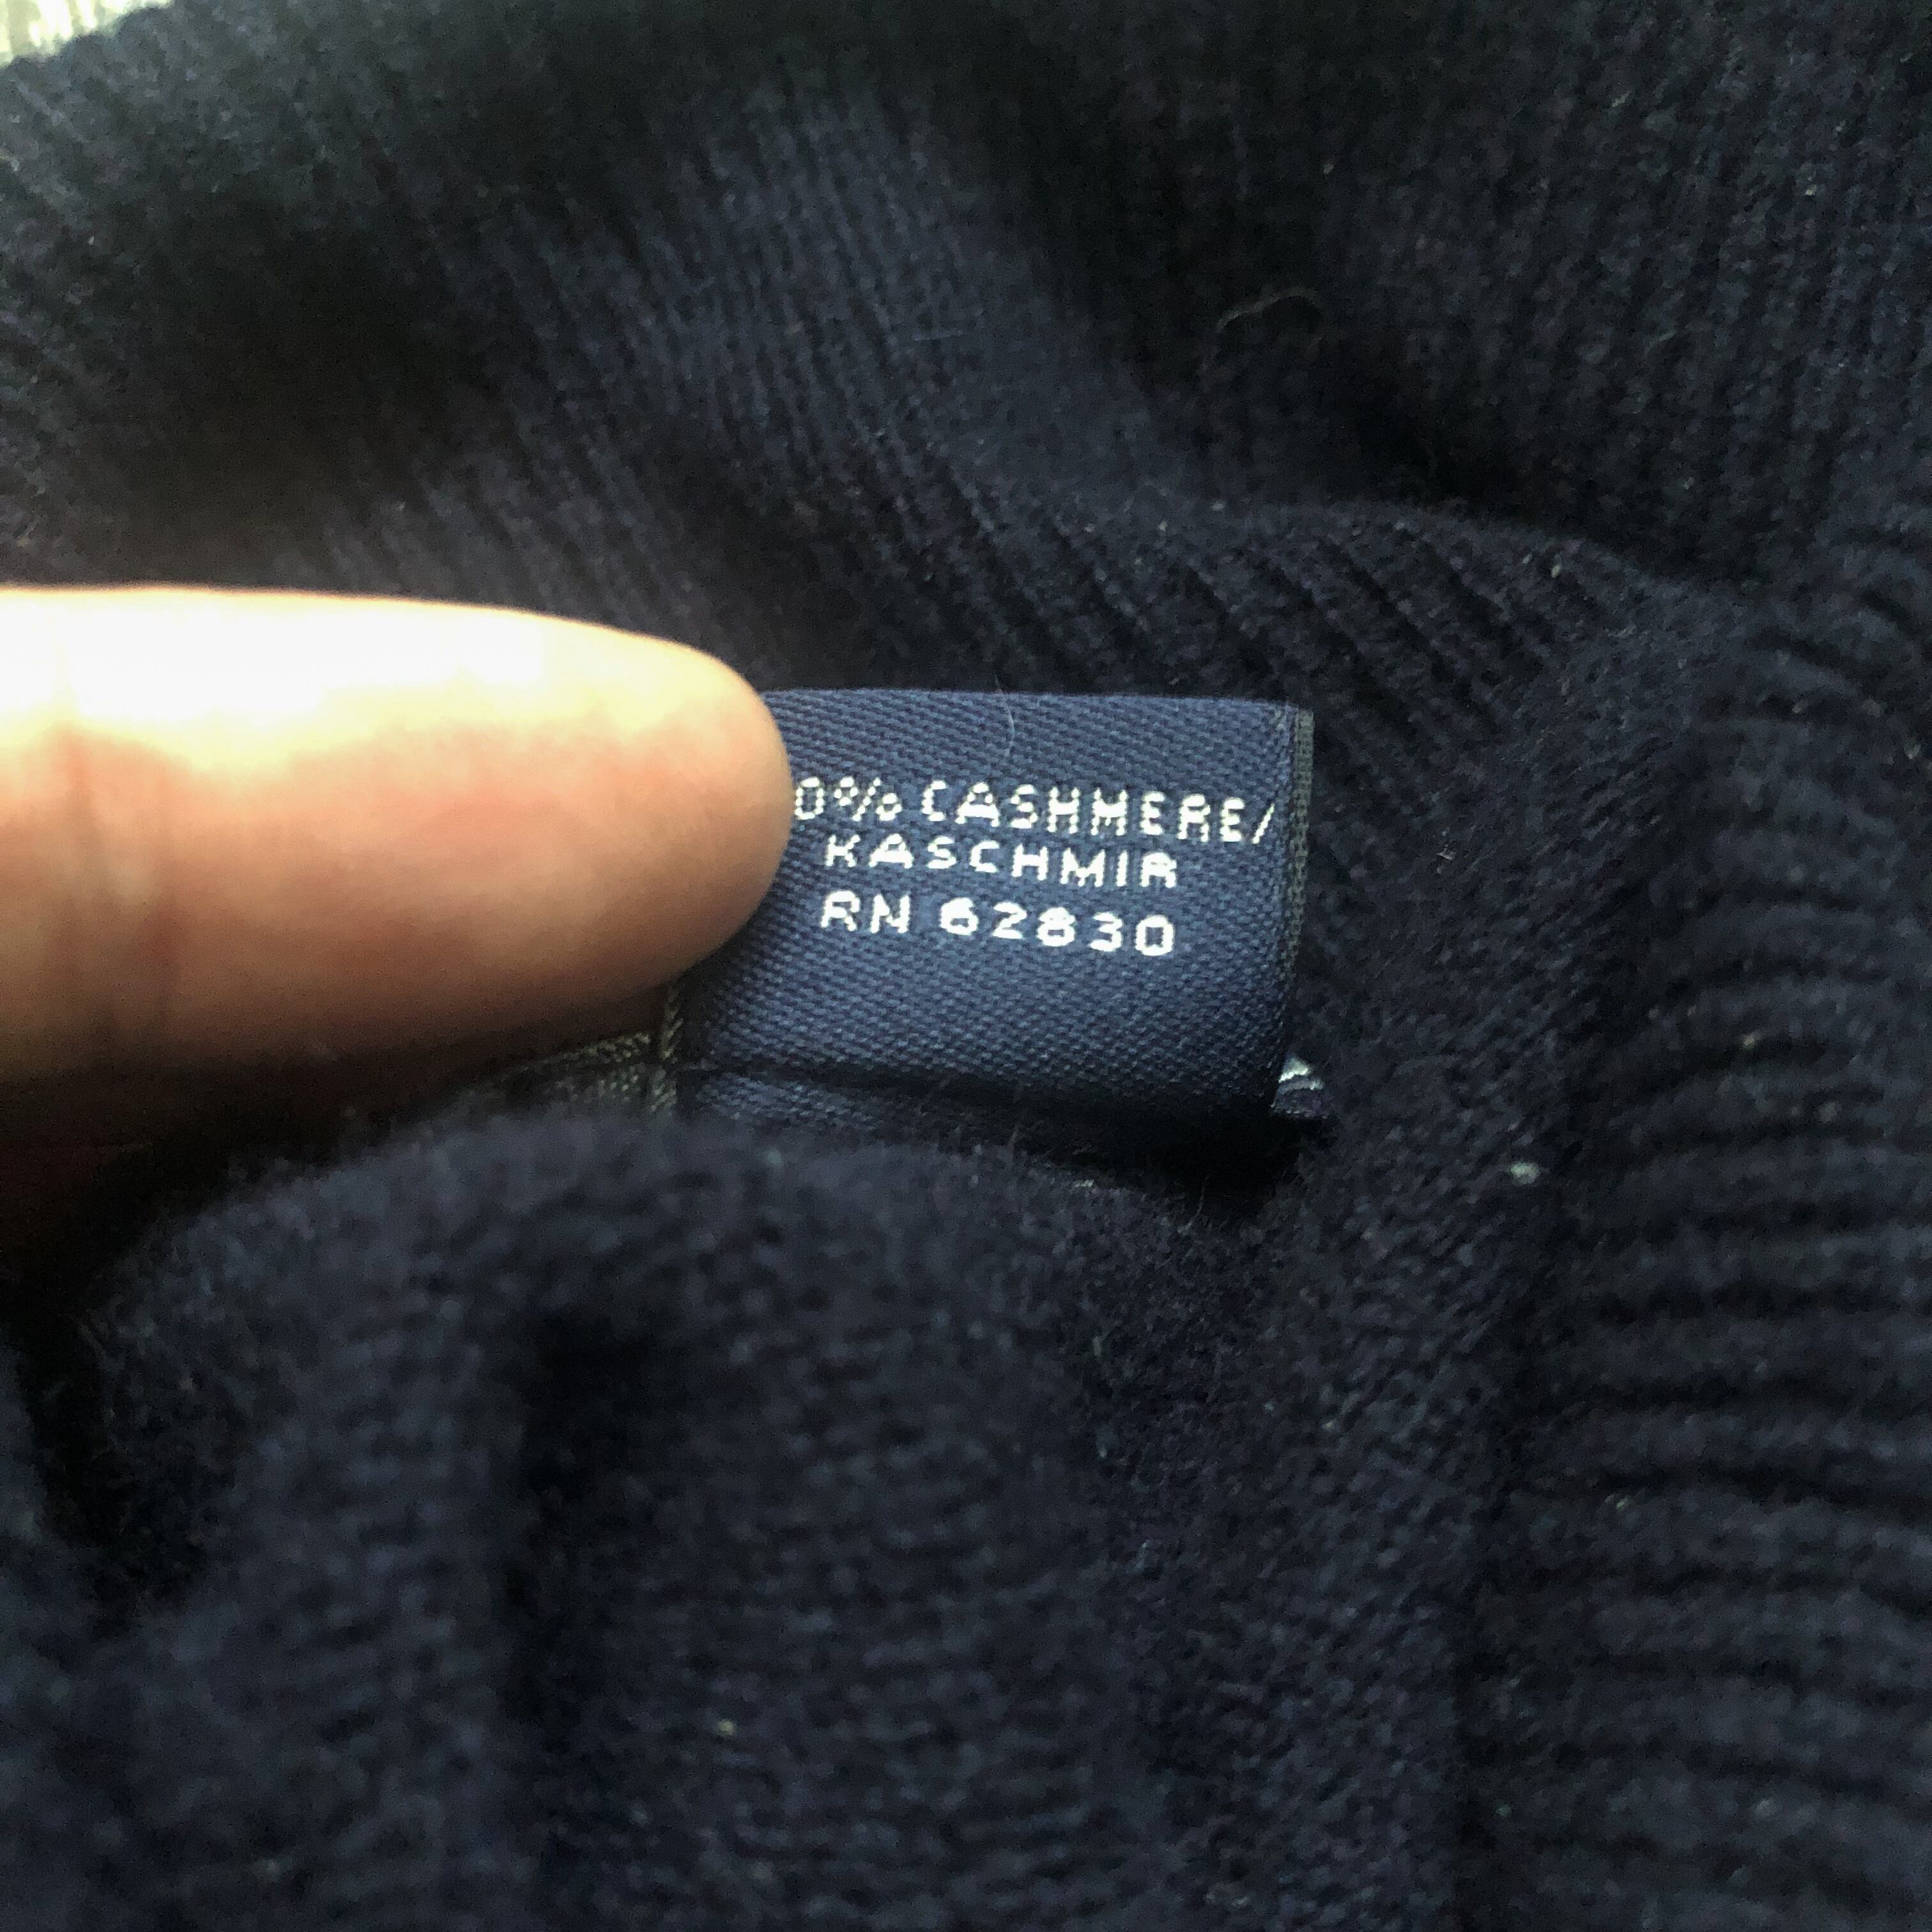 0% CASHMERE/
KASCHMIR
RN 62830